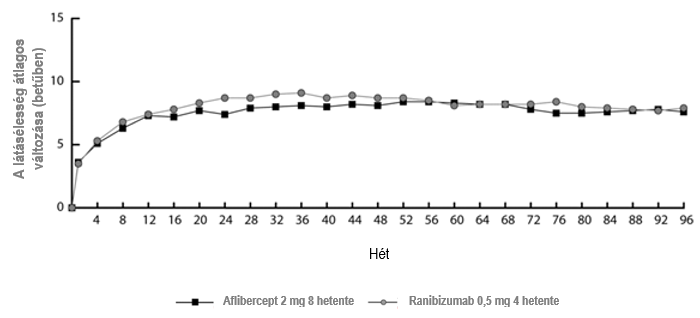 15
10
5
0
A látásélesség átlagos
változása (betűben)
4 8 12 16 20 24 28 32 36 40 44 48 52 56 60 64 68 72 76 80 84 88 92 96
Hét
Aflibercept 2 mg 8 hetente Ranibizumab 0,5 mg 4 hetente